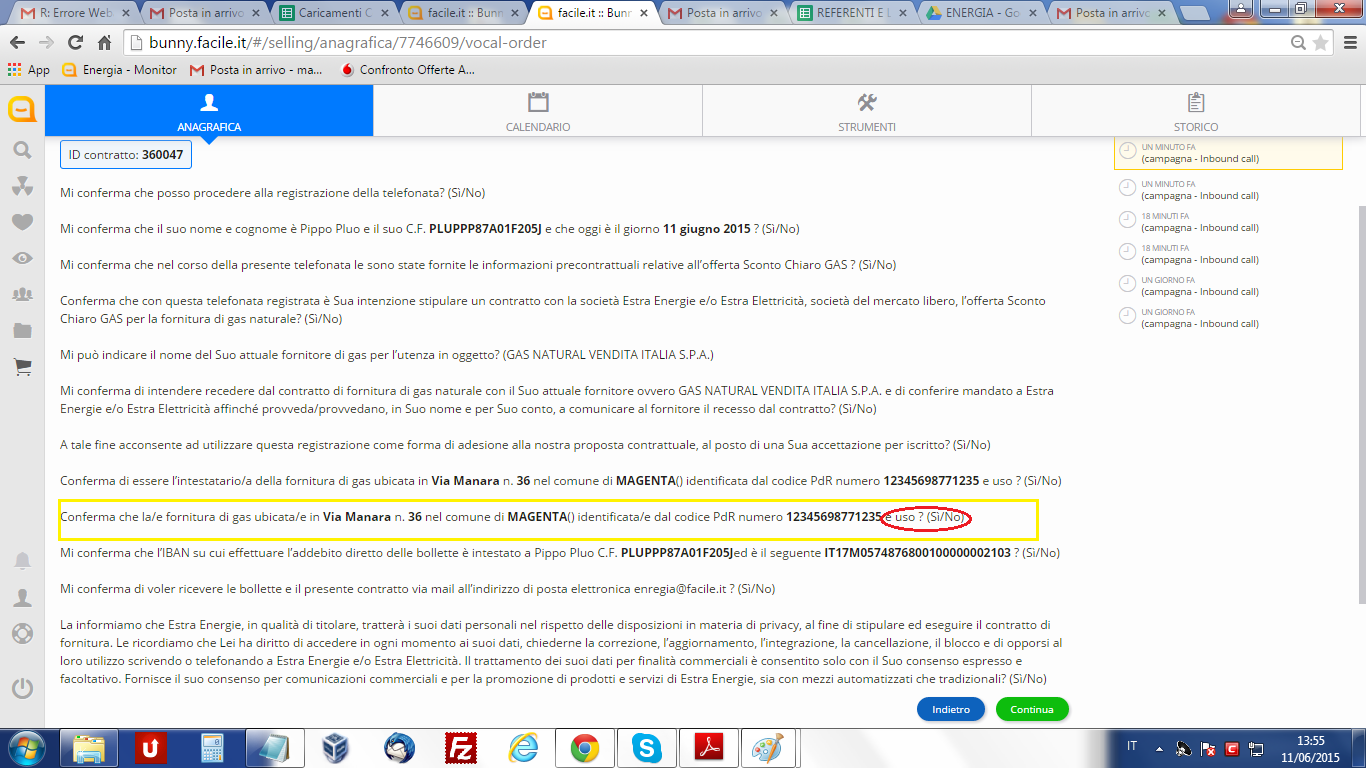 R: Errore Web
Posta in arrivo
Caricamenti C
facile.it :: Bunn
facile.it :: Bunn
Posta in arrivo
REFERENTI E L
ENERGIA - Go
Posta in arrivo
bunny.facile.it/#/selling/anagrafica/7746609/vocal-order
App
Energia - Monitor
Posta in arrivo - ma...
Confronto Offerte A...
ANAGRAFICA
CALENDARIO
STRUMENTI
STORICO
ID contratto: 360047
Mi conferma che posso procedere alla registrazione della telefonata? (Sì/No)
Mi conferma che il suo nome e cognome è Pippo Pluo e il suo C.F. PLUPPP87A01F205J e che oggi è il giorno 11 giugno 2015 ? (Sì/No)
Mi conferma che nel corso della presente telefonata le sono state fornite le informazioni precontrattuali relative all'offerta Sconto Chiaro GAS ? (Sì/No)
Conferma che con questa telefonata registrata è Sua intenzione stipulare un contratto con la società Estra Energie e/o Estra Elettricità, società del mercato libero, l'offerta Sconto
Chiaro GAS per la fornitura di gas naturale? (Sì/No)
Mi può indicare il nome del Suo attuale fornitore di gas per l'utenza in oggetto? (GAS NATURAL VENDITA ITALIA S.P.A.)
Mi conferma di intendere recedere dal contratto di fornitura di gas naturale con il Suo attuale fornitore ovvero GAS NATURAL VENDITA ITALIA S.P.A. e di conferire mandato a Estra
Energie e/o Estra Elettricità affinché provveda/provvedano, in Suo nome e per Suo conto, a comunicare al fornitore il recesso dal contratto? (Sì/No)
A tale fine acconsente ad utilizzare questa registrazione come forma di adesione alla nostra proposta contrattuale, al posto di una Sua accettazione per iscritto? (Sì/No)
Conferma di essere l'intestatario/a della fornitura di gas ubicata in Via Manara n. 36 nel comune di MAGENTA() identificata dal codice PdR numero 12345698771235 e uso ? (Sì/No)
Conferma che la/e fornitura di gas ubicata/e in Via Manara n. 36 nel comune di MAGENTA() identificata/e dal codice PdR numero 12345698771235 e uso ? (Sì/No)
Mi conferma che l'IBAN su cui effettuare l'addebito diretto delle bollette è intestato a Pippo Pluo C.F. PLUPPP87A01F205Jed è il seguente IT17M0574876800100000002103 ? (Sì/No)
Mi conferma di voler ricevere le bollette e il presente contratto via mail all'indirizzo di posta elettronica enregia@facile.it ? (Sì/No)
La informiamo che Estra Energie, in qualità di titolare, tratterà i suoi dati personali nel rispetto delle disposizioni in materia di privacy, al fine di stipulare ed eseguire il contratto di
fornitura. Le ricordiamo che Lei ha diritto di accedere in ogni momento ai suoi dati, chiederne la correzione, l'aggiornamento, l'integrazione, la cancellazione, il blocco e di opporsi al
loro utilizzo scrivendo o telefonando a Estra Energie e/o Estra Elettricità. Il trattamento dei suoi dati per finalità commerciali è consentito solo con il Suo consenso espresso e
facoltativo. Fornisce il suo consenso per comunicazioni commerciali e per la promozione di prodotti e servizi di Estra Energie, sia con mezzi automatizzati che tradizionali? (Sì/No)
Indietro
Continua
UN MINUTO FA
(campagna - Inbound call)
UN MINUTO FA
(campagna - Inbound call)
18 MINUTI FA
(campagna - Inbound call)
18 MINUTI FA
(campagna - Inbound call)
UN GIORNO FA
(campagna - Inbound call)
UN GIORNO FA
(campagna - Inbound call)
IT
13:55
11/06/2015